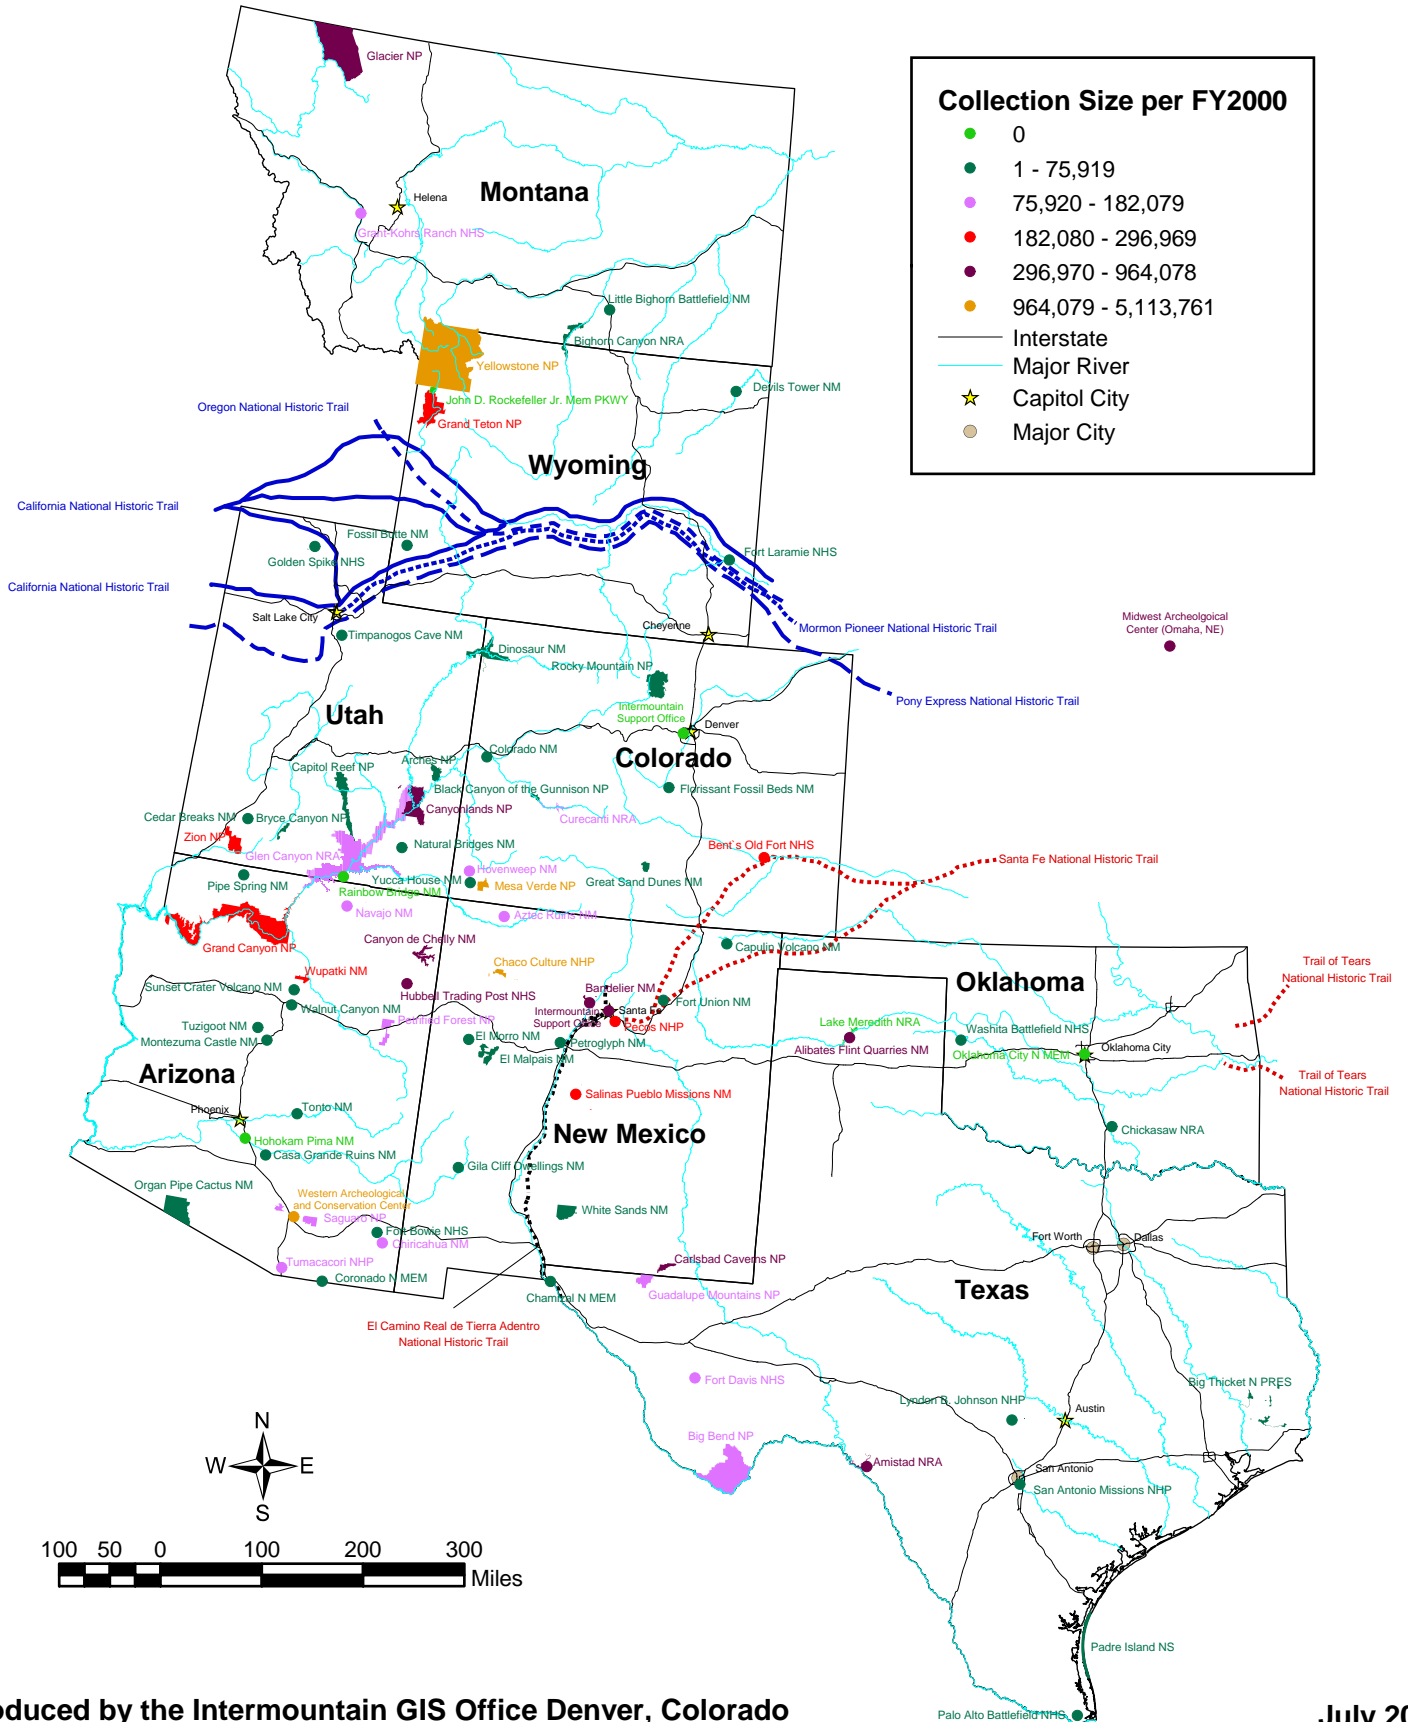 Glacier NP
Collection Size per FY2000
0
1 - 75,919
75,920 - 182,079
182,080 - 296,969
296,970 - 964,078
964,079 - 5,113,761
Interstate
Major River
Capitol City
Major City
Montana
Helena
Grant-Kohrs Ranch NHS
Little Bighorn Battlefield NM
Bighorn Canyon NRA
Yellowstone NP
Devils Tower NM
John D. Rockefeller Jr. Mem PKWY
Oregon National Historic Trail
Grand Teton NP
Wyoming
California National Historic Trail
Fossil Butte NM
Golden Spike NHS
Fort Laramie NHS
California National Historic Trail
Salt Lake City
Cheyenne
Mormon Pioneer National Historic Trail
Midwest Archeolgoical
Center (Omaha, NE)
Timpanogos Cave NM
Dinosaur NM
Rocky Mountain NP
Pony Express National Historic Trail
Utah
Intermountain
Support Office
Denver
Colorado NM
Colorado
Arches NP
Capitol Reef NP
Black Canyon of the Gunnison NP
Florissant Fossil Beds NM
Canyonlands NP
Curecanti NRA
Cedar Breaks NM
Bryce Canyon NP
Zion NP
Natural Bridges NM
Bent`s Old Fort NHS
Glen Canyon NRA
Santa Fe National Historic Trail
Hovenweep NM
Pipe Spring NM
Yucca House NM
Mesa Verde NP
Great Sand Dunes NM
Rainbow Bridge NM
Navajo NM
Aztec Ruins NM
Grand Canyon NP
Canyon de Chelly NM
Capulin Volcano NM
Chaco Culture NHP
Trail of Tears
National Historic Trail
Wupatki NM
Oklahoma
Sunset Crater Volcano NM
Hubbell Trading Post NHS
Bandelier NM
Walnut Canyon NM
Intermountain
Support Office
Santa Fe
Fort Union NM
Petrified Forest NP
Pecos NHP
Lake Meredith NRA
Washita Battlefield NHS
Tuzigoot NM
Montezuma Castle NM
El Morro NM
Petroglyph NM
El Malpais NM
Alibates Flint Quarries NM
Oklahoma City N MEM
Oklahoma City
Arizona
Trail of Tears
National Historic Trail
Salinas Pueblo Missions NM
Phoenix
Tonto NM
New Mexico
Chickasaw NRA
Hohokam Pima NM
Casa Grande Ruins NM
Gila Cliff Dwellings NM
Organ Pipe Cactus NM
Western Archeological
and Conservation Center
Saguaro NP
White Sands NM
Fort Bowie NHS
Chiricahua NM
Fort Worth
Dallas
Tumacacori NHP
Carlsbad Caverns NP
Coronado N MEM
Chamizal N MEM
Guadalupe Mountains NP
Texas
El Camino Real de Tierra Adentro
National Historic Trail
Fort Davis NHS
Big Thicket N PRES
Lyndon B. Johnson NHP
Austin
Big Bend NP
Amistad NRA
San Antonio
San Antonio Missions NHP
N
W
E
S
100 50 0 100 200 300
Miles
Padre Island NS
oduced by the Intermountain GIS Office Denver, Colorado
Palo Alto Battlefield NHS
July 20